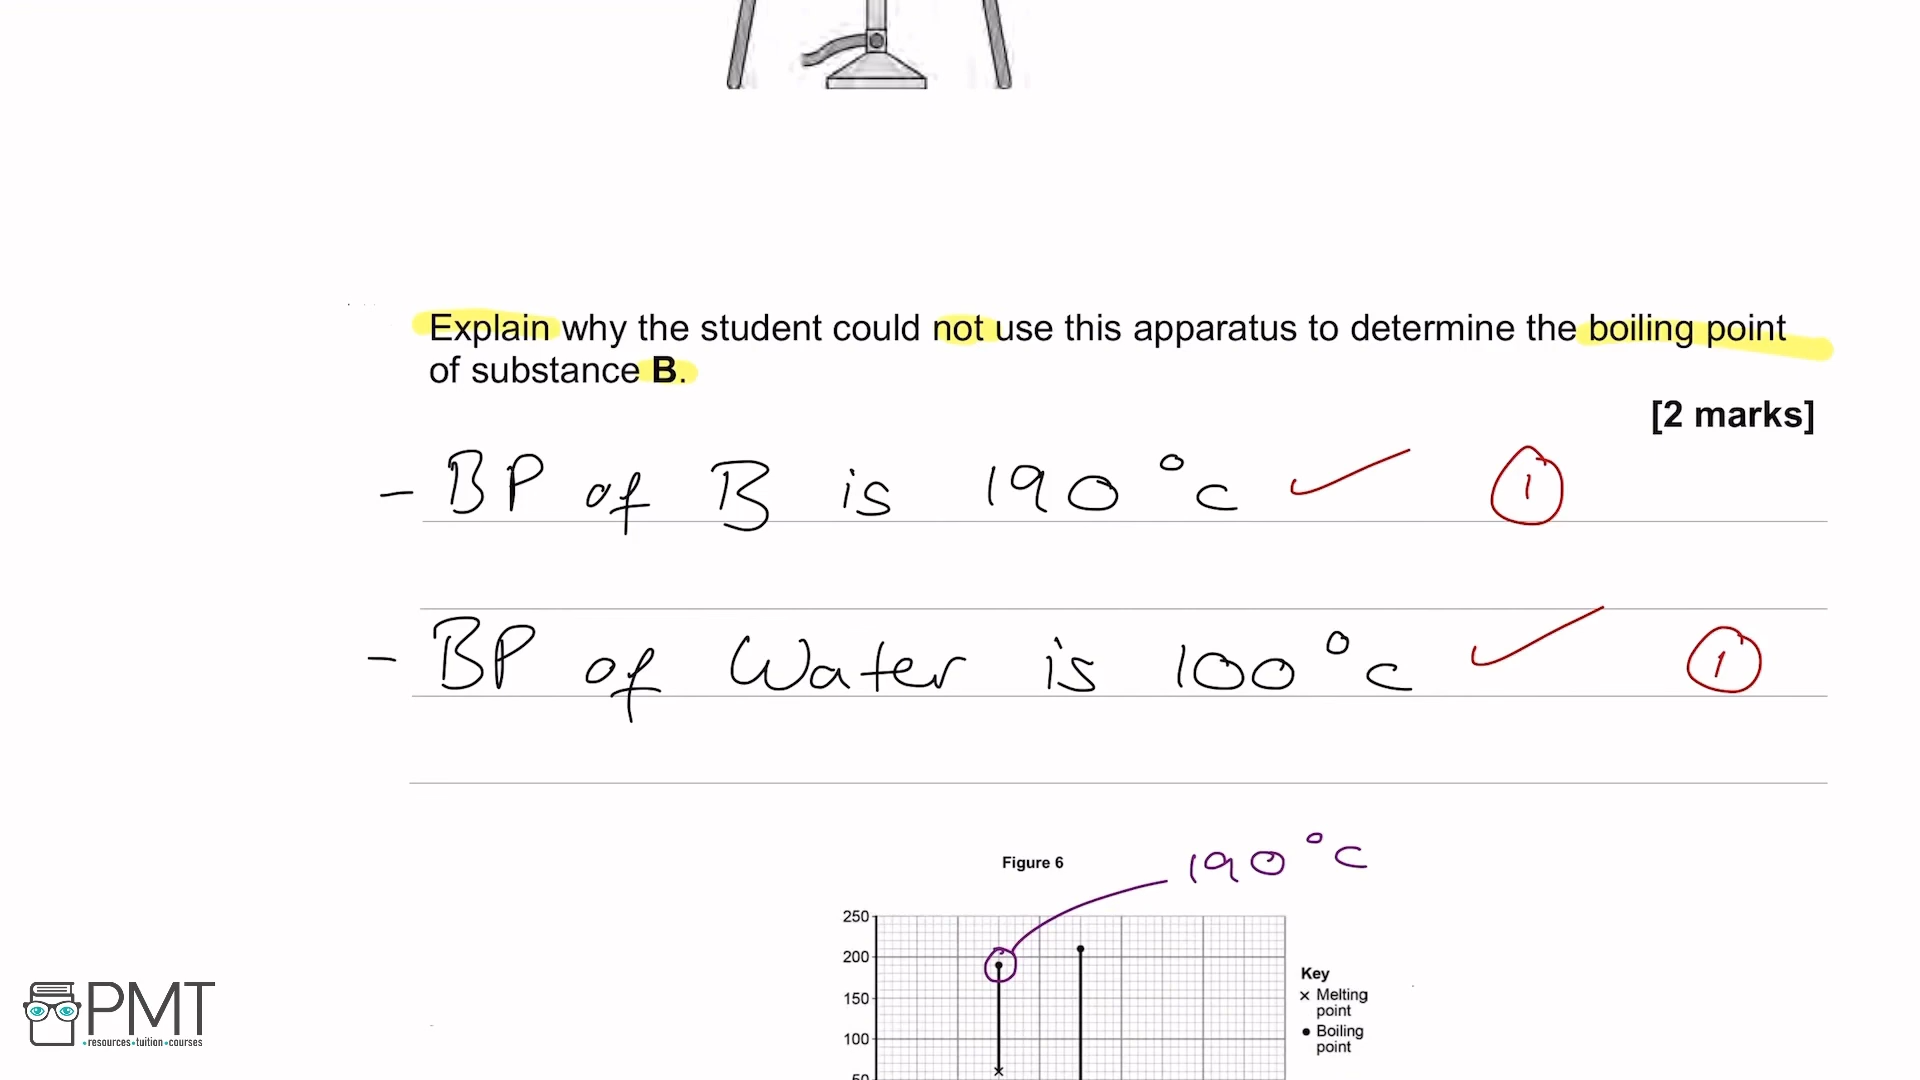 Explain why the student could not use this apparatus to determine the boiling point
of substance B.
[2 marks]
- BP of B is 190°c ✓ 1
- BP of Water is 100°c ✓ 1
Figure 6
190°c
250
200
150
100
50
Key
× Melting
point
• Boiling
point
PMT
•resources•tuition•courses